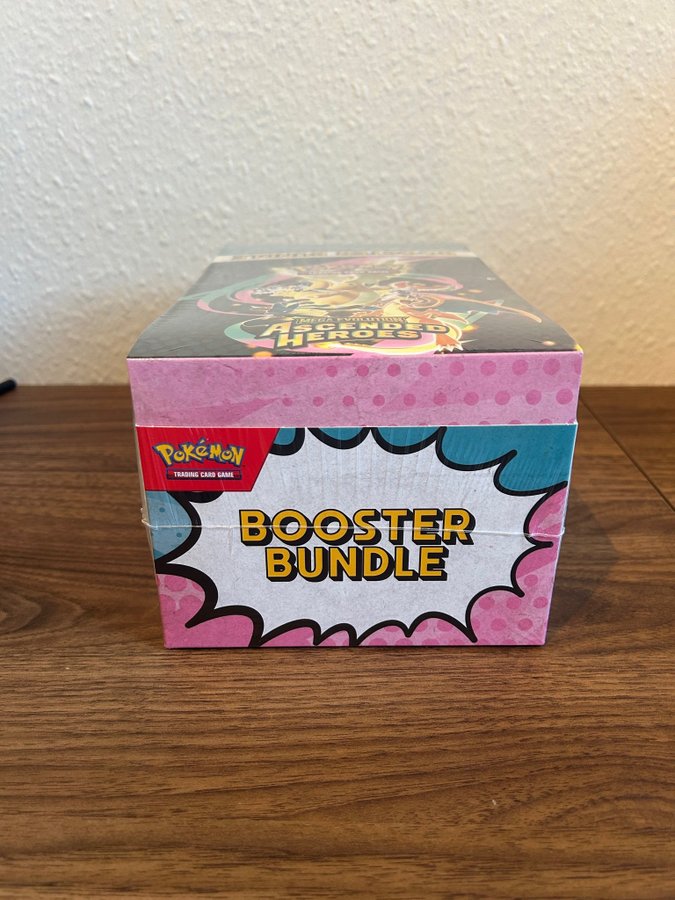 MEGA EVOLUTION
ASCENDED
HEROES
POKéMON
TRADING CARD GAME
BOOSTER
BUNDLE